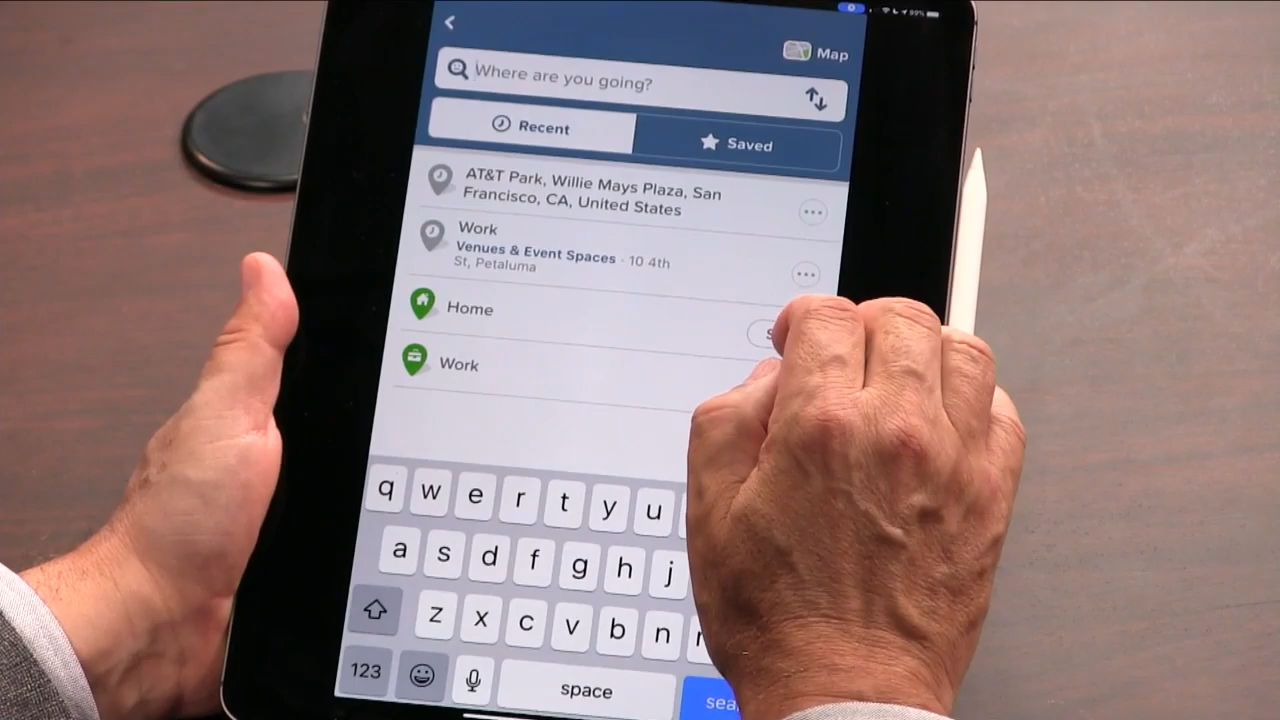 99%
Map
Where are you going?
Recent
Saved
AT&T Park, Willie Mays Plaza, San
Francisco, CA, United States
Work
Venues & Event Spaces · 10 4th
St, Petaluma
Home
Work
q w e r t y u
a s d f g h j
z x c v b n
123
space